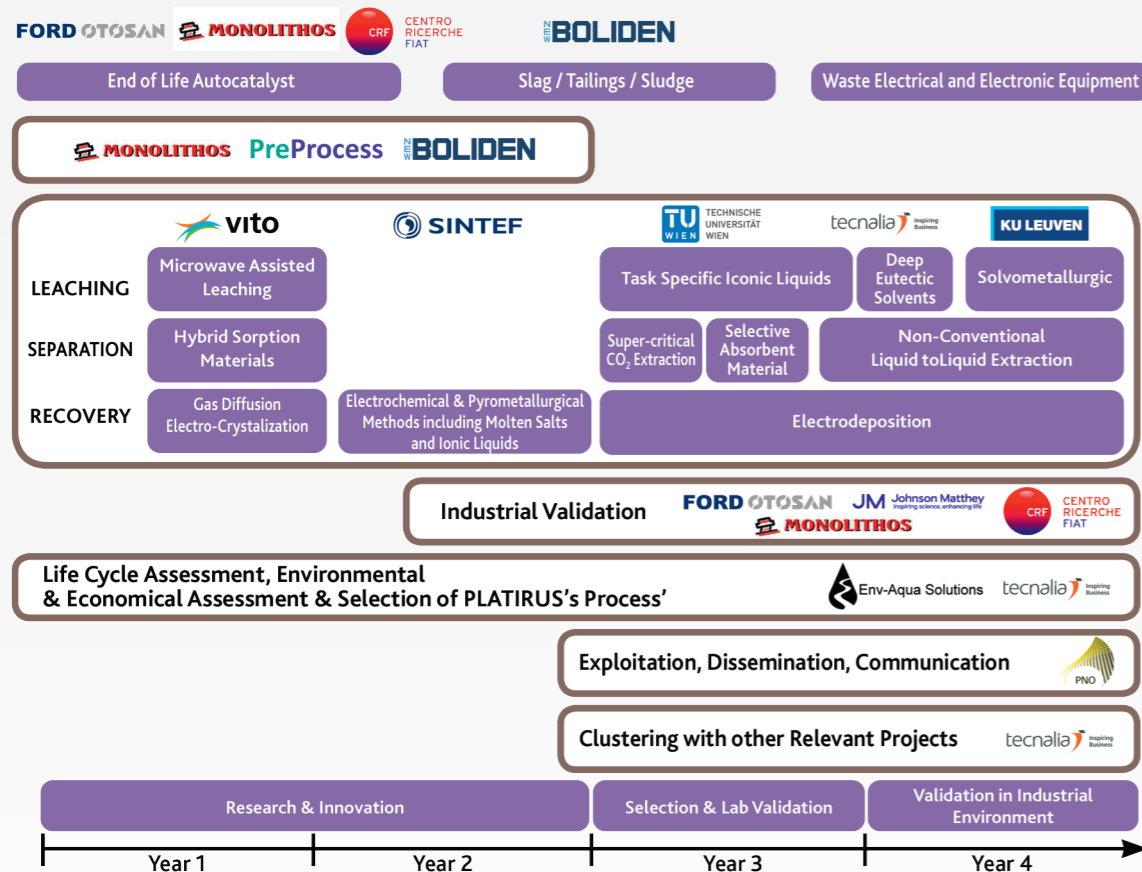 FORD OTOSAN MONOLITHOS CRF CENTRO
RICERCHE
FIAT
NEW BOLIDEN
End of Life Autocatalyst
Slag / Tailings / Sludge
Waste Electrical and Electronic Equipment
MONOLITHOS PreProcess NEW BOLIDEN
vito
SINTEF
TU
WIEN
TECHNISCHE
UNIVERSITÄT
WIEN
tecnalia Inspiring
Business
KU LEUVEN
LEACHING
Microwave Assisted
Leaching
Task Specific Iconic Liquids
Deep
Eutectic
Solvents
Solvometallurgic
SEPARATION
Hybrid Sorption
Materials
Super-critical
CO₂ Extraction
Selective
Absorbent
Material
Non-Conventional
Liquid toLiquid Extraction
RECOVERY
Gas Diffusion
Electro-Crystalization
Electrochemical & Pyrometallurgical
Methods including Molten Salts
and Ionic Liquids
Electrodeposition
Industrial Validation
FORD OTOSAN
JM Johnson Matthey
Inspiring science, enhancing life
MONOLITHOS
CRF
CENTRO
RICERCHE
FIAT
Life Cycle Assessment, Environmental
& Economical Assessment & Selection of PLATIRUS's Process'
Env-Aqua Solutions
tecnalia Inspiring
Business
Exploitation, Dissemination, Communication
PNO
Clustering with other Relevant Projects
tecnalia Inspiring
Business
Research & Innovation
Selection & Lab Validation
Validation in Industrial
Environment
Year 1
Year 2
Year 3
Year 4